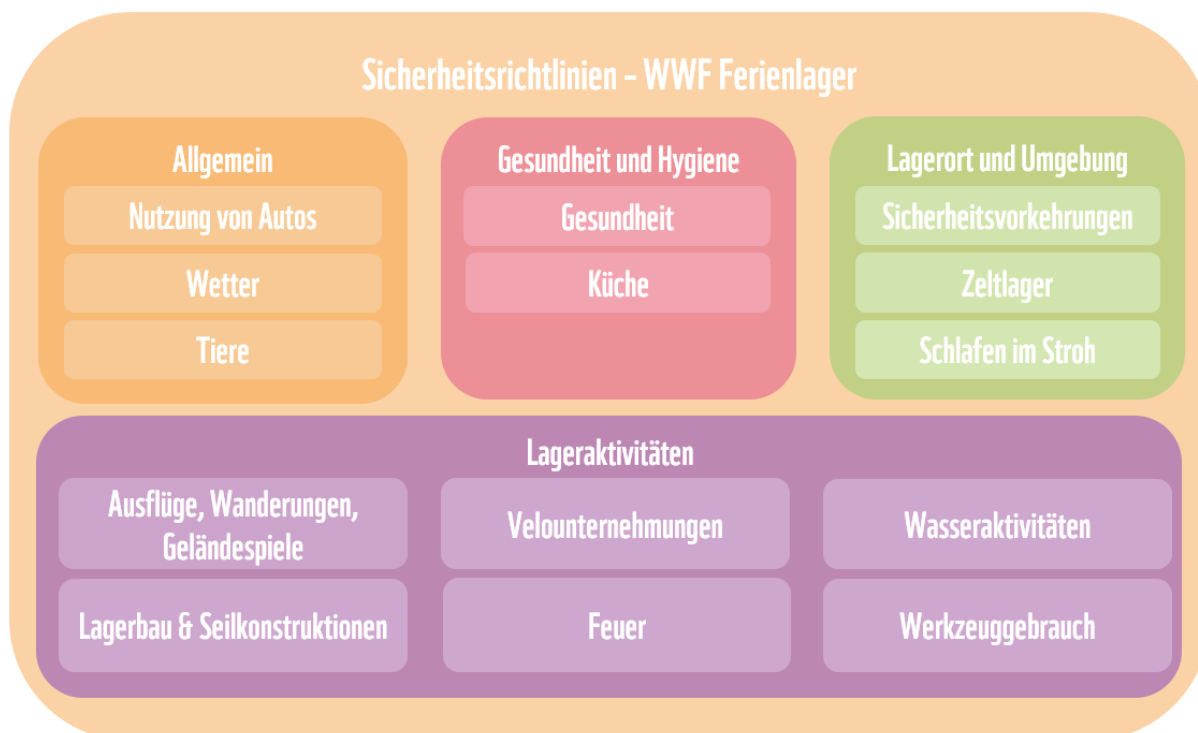 Sicherheitsrichtlinien – WWF Ferienlager
Allgemein
Nutzung von Autos
Wetter
Tiere
Gesundheit und Hygiene
Gesundheit
Küche
Lagerort und Umgebung
Sicherheitsvorkehrungen
Zeltlager
Schlafen im Stroh
Lageraktivitäten
Ausflüge, Wanderungen,
Geländespiele
Velounternehmungen
Wasseraktivitäten
Lagerbau & Seilkonstruktionen
Feuer
Werkzeuggebrauch